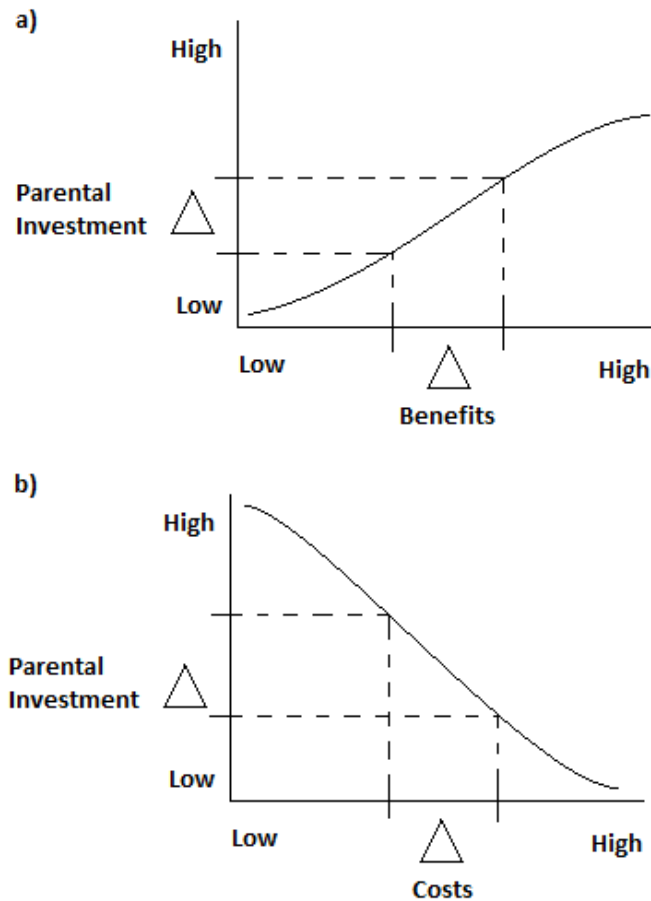 a)
High
Parental
Investment
Low
Low
High
Benefits
b)
High
Parental
Investment
Low
Low
High
Costs